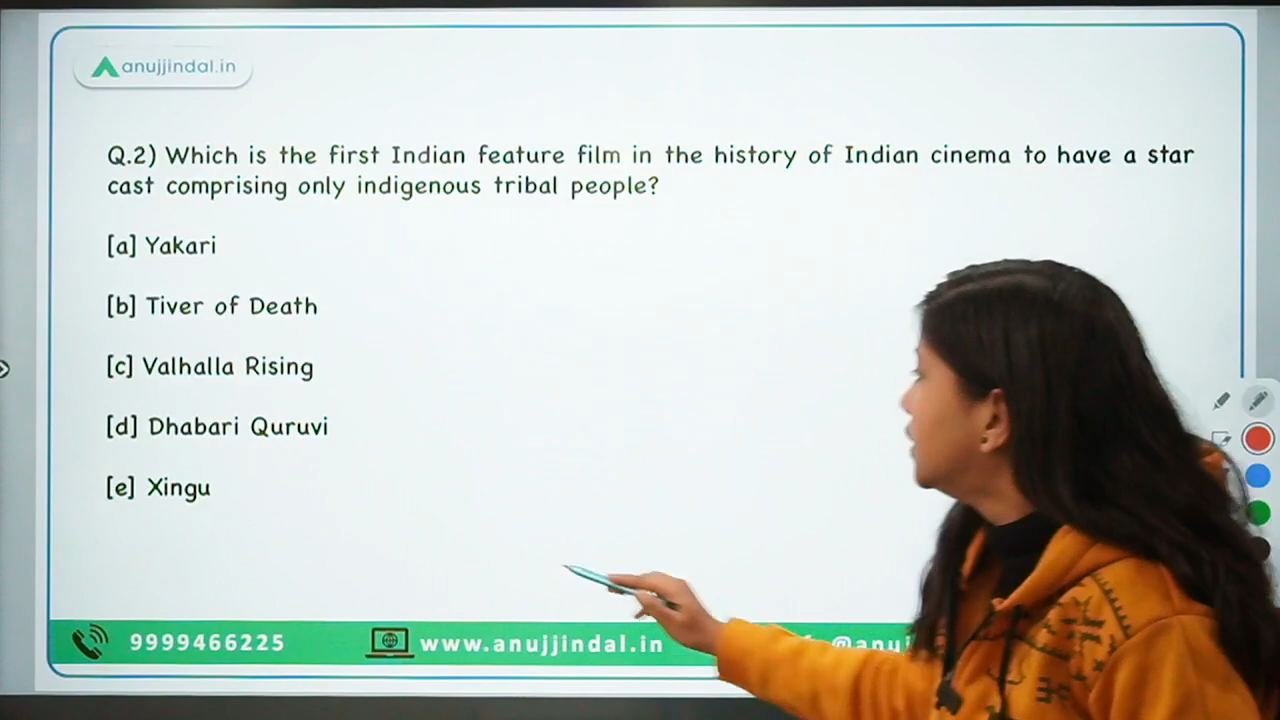 anujjindal.in
Q.2) Which is the first Indian feature film in the history of Indian cinema to have a star
cast comprising only indigenous tribal people?
[a] Yakari
[b] Tiver of Death
[c] Valhalla Rising
[d] Dhabari Quruvi
[e] Xingu
9999466225
www.anujjindal.in
@anuj